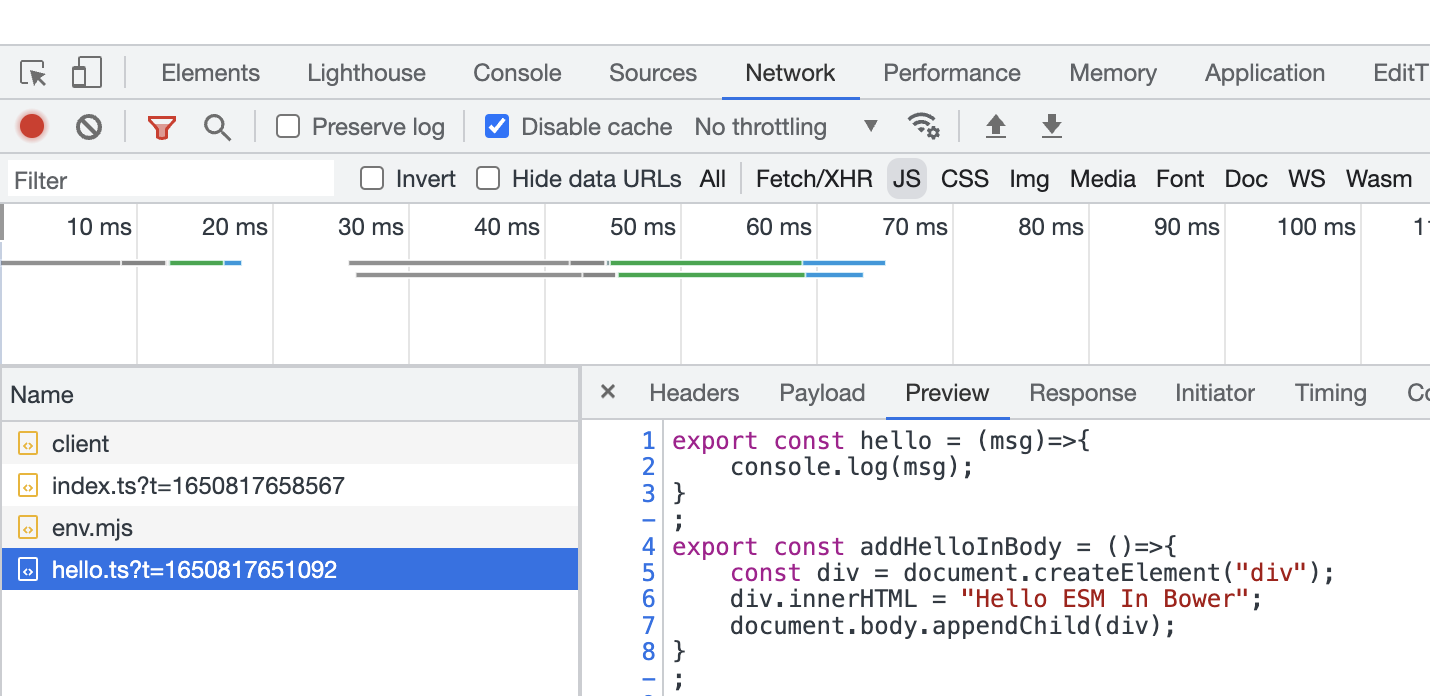 Elements Lighthouse Console Sources Network Performance Memory Application EditT
Preserve log Disable cache No throttling
Filter Invert Hide data URLs All Fetch/XHR JS CSS Img Media Font Doc WS Wasm
10 ms 20 ms 30 ms 40 ms 50 ms 60 ms 70 ms 80 ms 90 ms 100 ms 11
Name
client
index.ts?t=1650817658567
env.mjs
hello.ts?t=1650817651092
× Headers Payload Preview Response Initiator Timing Co
1 export const hello = (msg)=>{
2 console.log(msg);
3 }
– ;
4 export const addHelloInBody = ()=>{
5 const div = document.createElement("div");
6 div.innerHTML = "Hello ESM In Bower";
7 document.body.appendChild(div);
8 }
– ;